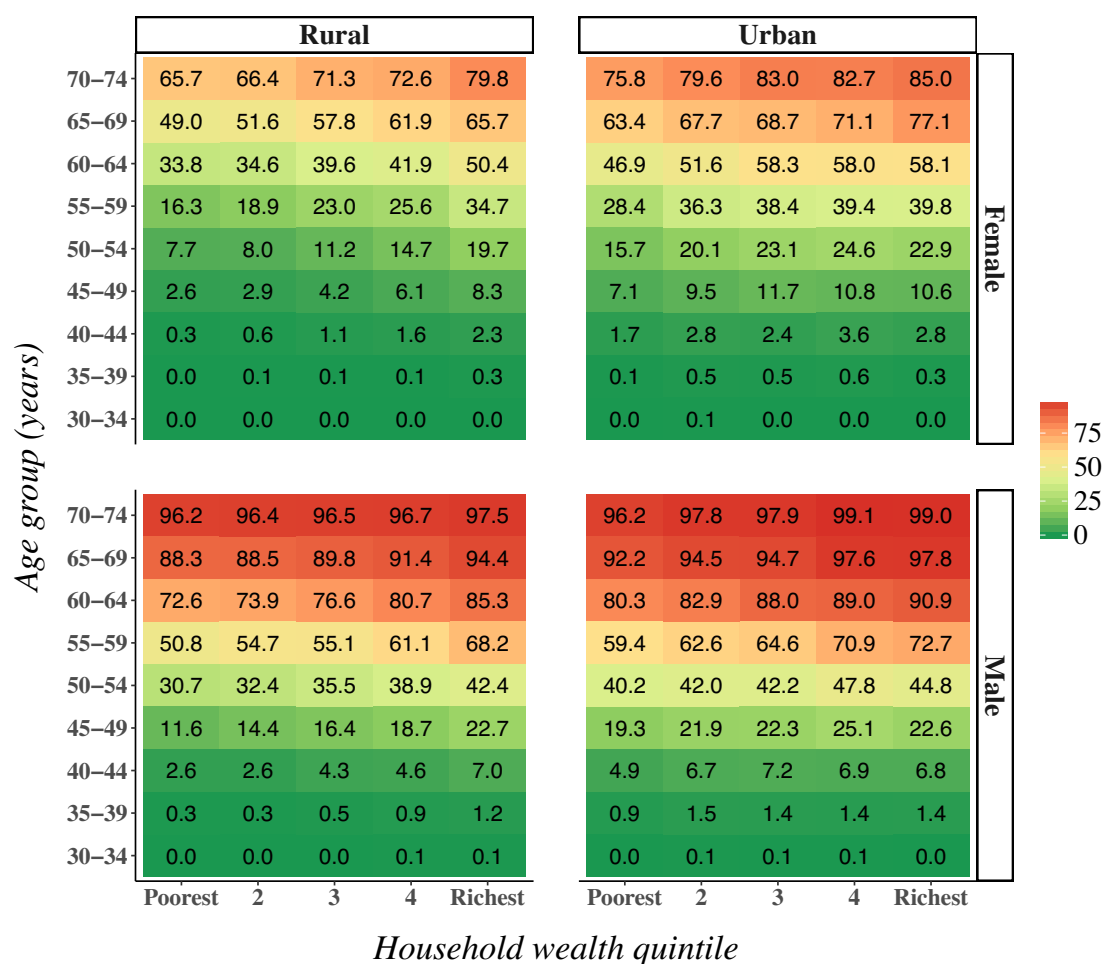 Rural Urban
70−74 65.7 66.4 71.3 72.6 79.8 75.8 79.6 83.0 82.7 85.0
65−69 49.0 51.6 57.8 61.9 65.7 63.4 67.7 68.7 71.1 77.1
60−64 33.8 34.6 39.6 41.9 50.4 46.9 51.6 58.3 58.0 58.1
55−59 16.3 18.9 23.0 25.6 34.7 28.4 36.3 38.4 39.4 39.8
50−54 7.7 8.0 11.2 14.7 19.7 15.7 20.1 23.1 24.6 22.9
45−49 2.6 2.9 4.2 6.1 8.3 7.1 9.5 11.7 10.8 10.6
40−44 0.3 0.6 1.1 1.6 2.3 1.7 2.8 2.4 3.6 2.8
35−39 0.0 0.1 0.1 0.1 0.3 0.1 0.5 0.5 0.6 0.3
30−34 0.0 0.0 0.0 0.0 0.0 0.0 0.1 0.0 0.0 0.0
Female
70−74 96.2 96.4 96.5 96.7 97.5 96.2 97.8 97.9 99.1 99.0
65−69 88.3 88.5 89.8 91.4 94.4 92.2 94.5 94.7 97.6 97.8
60−64 72.6 73.9 76.6 80.7 85.3 80.3 82.9 88.0 89.0 90.9
55−59 50.8 54.7 55.1 61.1 68.2 59.4 62.6 64.6 70.9 72.7
50−54 30.7 32.4 35.5 38.9 42.4 40.2 42.0 42.2 47.8 44.8
45−49 11.6 14.4 16.4 18.7 22.7 19.3 21.9 22.3 25.1 22.6
40−44 2.6 2.6 4.3 4.6 7.0 4.9 6.7 7.2 6.9 6.8
35−39 0.3 0.3 0.5 0.9 1.2 0.9 1.5 1.4 1.4 1.4
30−34 0.0 0.0 0.0 0.1 0.1 0.0 0.1 0.1 0.1 0.0
Male
Poorest 2 3 4 Richest Poorest 2 3 4 Richest
Household wealth quintile
Age group (years)
75
50
25
0